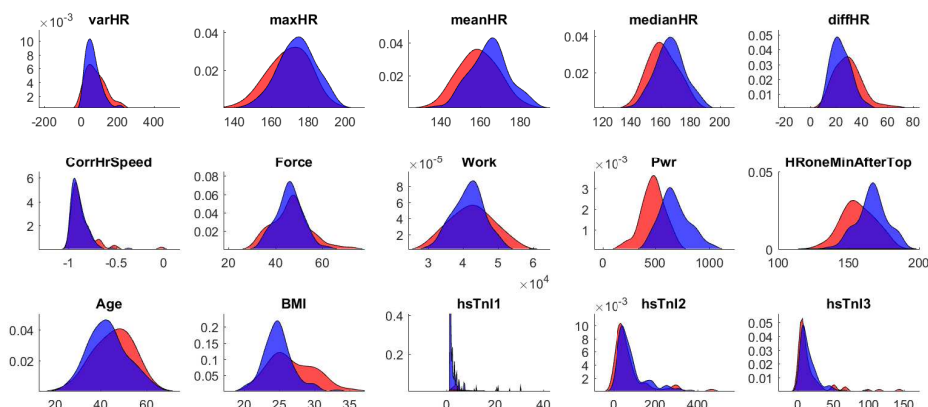 varHR maxHR meanHR medianHR diffHR
10 × 10⁻³ 0.04 0.04 0.04 0.05
8 0.04
6 0.02 0.02 0.02 0.03
4 0.02
2 0.01
-200 0 200 400 140 160 180 200 140 160 180 120 140 160 180 200 -20 0 20 40 60 80
CorrHrSpeed Force Work Pwr HRoneMinAfterTop
6 0.08 8 × 10⁻⁵ 3 × 10⁻³ 0.05
4 0.06 6 2
2 0.04 4 1
0.02 2 0
-1 -0.5 0 20 40 60 3 4 5 6 × 10⁴ 0 500 1000 100 150 200
Age BMI hsTnI1 hsTnI2 hsTnI3
0.04 0.2 0.4 10 × 10⁻³ 0.05
0.15 8 0.04
0.02 0.1 0.2 6 0.03
0.05 4 0.02
2 0.01
20 40 60 20 25 30 35 0 20 40 0 200 400 0 50 100 150